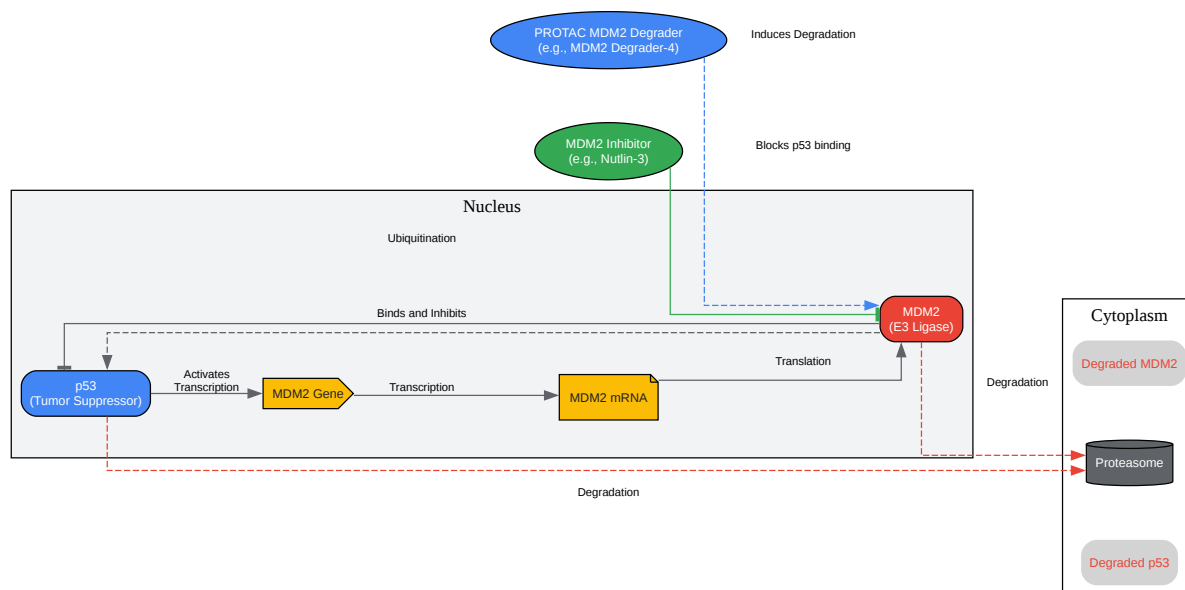 PROTAC MDM2 Degrader
(e.g., MDM2 Degrader-4)
Induces Degradation
MDM2 Inhibitor
(e.g., Nutlin-3)
Blocks p53 binding
Nucleus
Ubiquitination
Binds and Inhibits
MDM2
(E3 Ligase)
Cytoplasm
Degraded MDM2
Translation
Activates
Transcription
p53
(Tumor Suppressor)
MDM2 Gene
Transcription
MDM2 mRNA
Degradation
Proteasome
Degradation
Degraded p53